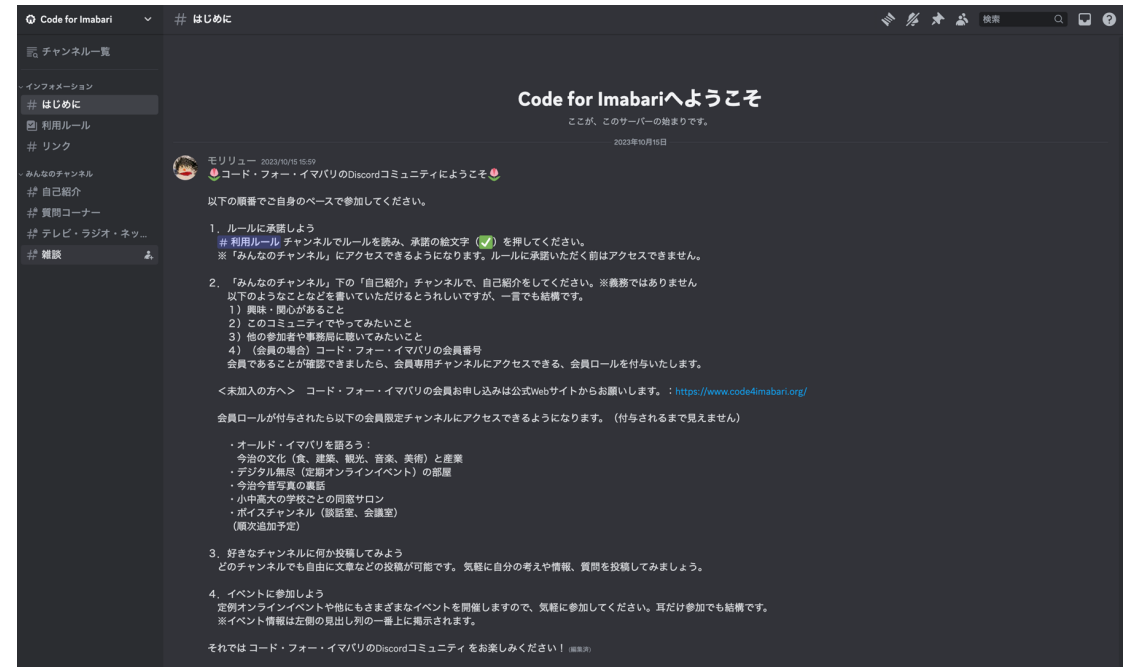 Code for Imabari
# はじめに
検索
チャンネル一覧
インフォメーション
# はじめに
利用ルール
# リンク
みんなのチャンネル
自己紹介
質問コーナー
テレビ・ラジオ・ネッ...
雑談
Code for Imabariへようこそ
ここが、このサーバーの始まりです。
2023年10月15日
モリリュー 2023/10/15 15:59
🌷コード・フォー・イマバリのDiscordコミュニティにようこそ🌷
以下の順番でご自身のペースで参加してください。
1．ルールに承諾しよう
# 利用ルール チャンネルでルールを読み、承諾の絵文字（✅）を押してください。
※「みんなのチャンネル」にアクセスできるようになります。ルールに承諾いただく前はアクセスできません。
2．「みんなのチャンネル」下の「自己紹介」チャンネルで、自己紹介をしてください。※義務ではありません
以下のようなことなどを書いていただけるとうれしいですが、一言でも結構です。
1）興味・関心があること
2）このコミュニティでやってみたいこと
3）他の参加者や事務局に聴いてみたいこと
4）（会員の場合）コード・フォー・イマバリの会員番号
会員であることが確認できましたら、会員専用チャンネルにアクセスできる、会員ロールを付与いたします。
＜未加入の方へ＞　コード・フォー・イマバリの会員お申し込みは公式Webサイトからお願いします。：https://www.code4imabari.org/
会員ロールが付与されたら以下の会員限定チャンネルにアクセスできるようになります。（付与されるまで見えません）
・オールド・イマバリを語ろう：
今治の文化（食、建築、観光、音楽、美術）と産業
・デジタル無尽（定期オンラインイベント）の部屋
・今治今昔写真の裏話
・小中高大の学校ごとの同窓サロン
・ボイスチャンネル（談話室、会議室）
（順次追加予定）
3．好きなチャンネルに何か投稿してみよう
どのチャンネルでも自由に文章などの投稿が可能です。 気軽に自分の考えや情報、質問を投稿してみましょう。
4．イベントに参加しよう
定例オンラインイベントや他にもさまざまなイベントを開催しますので、気軽に参加してください。耳だけ参加でも結構です。
※イベント情報は左側の見出し列の一番上に掲示されます。
それでは コード・フォー・イマバリのDiscordコミュニティ をお楽しみください！ (編集済)